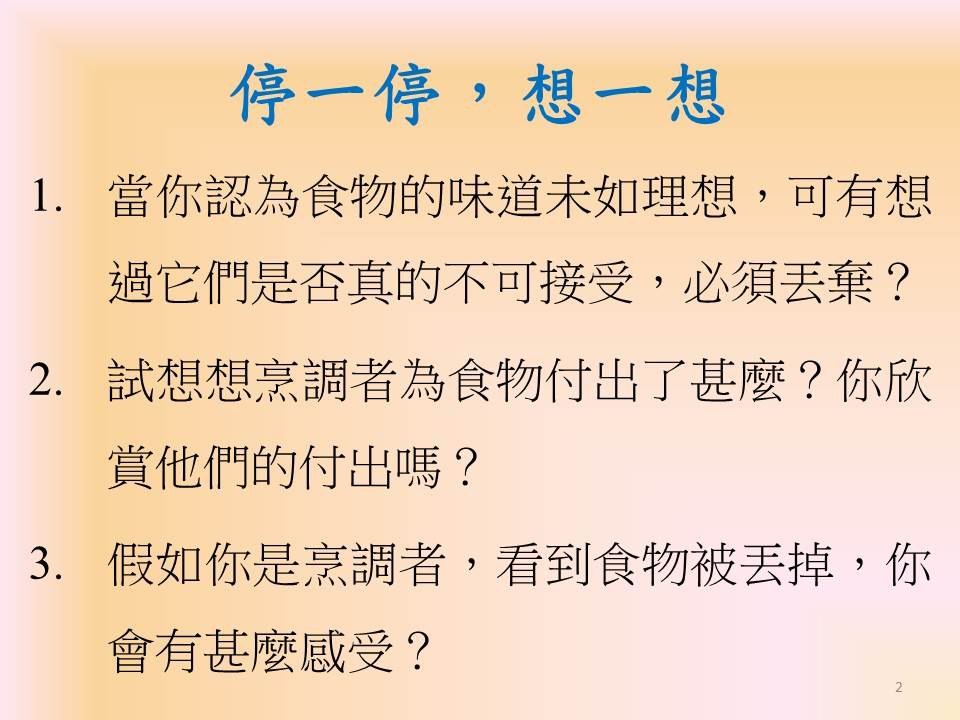 停一停，想一想
1. 當你認為食物的味道未如理想，可有想
過它們是否真的不可接受，必須丟棄？
2. 試想想烹調者為食物付出了甚麼？你欣
賞他們的付出嗎？
3. 假如你是烹調者，看到食物被丟掉，你
會有甚麼感受？
2